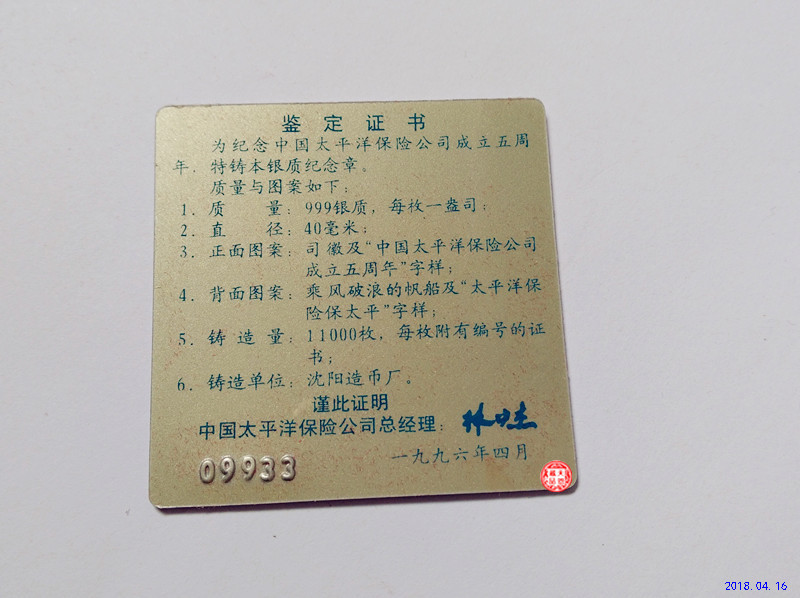 鉴定证书
为纪念中国太平洋保险公司成立五周
年．特铸本银质纪念章。
质量与图案如下：
1．质　　量：999银质，每枚一盎司；
2．直　　径：40毫米；
3．正面图案：司徽及“中国太平洋保险公司
成立五周年”字样；
4．背面图案：乘风破浪的帆船及“太平洋保
险保太平”字样；
5．铸 造 量：11000枚，每枚附有编号的证
书；
6．铸造单位：沈阳造币厂。
谨此证明
中国太平洋保险公司总经理：
一九九六年四月
09933
2018.04.16